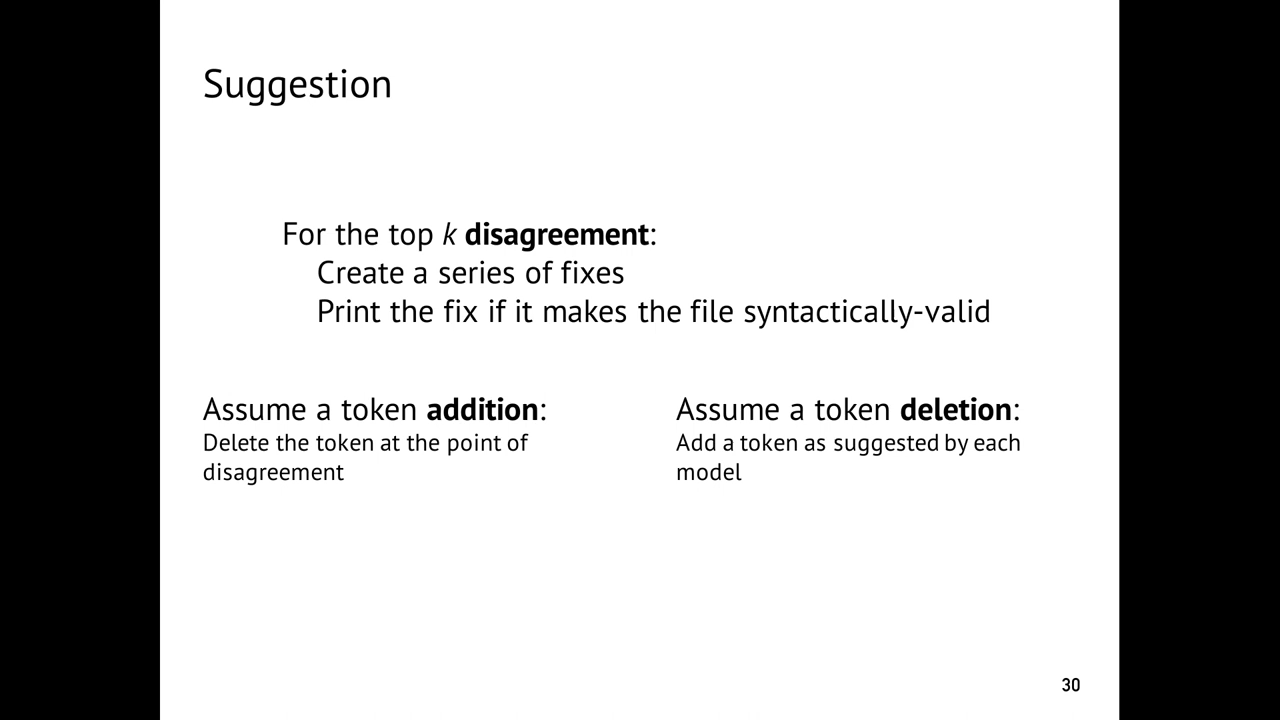 Suggestion
For the top k disagreement:
Create a series of fixes
Print the fix if it makes the file syntactically-valid
Assume a token addition:
Delete the token at the point of
disagreement
Assume a token deletion:
Add a token as suggested by each
model
30